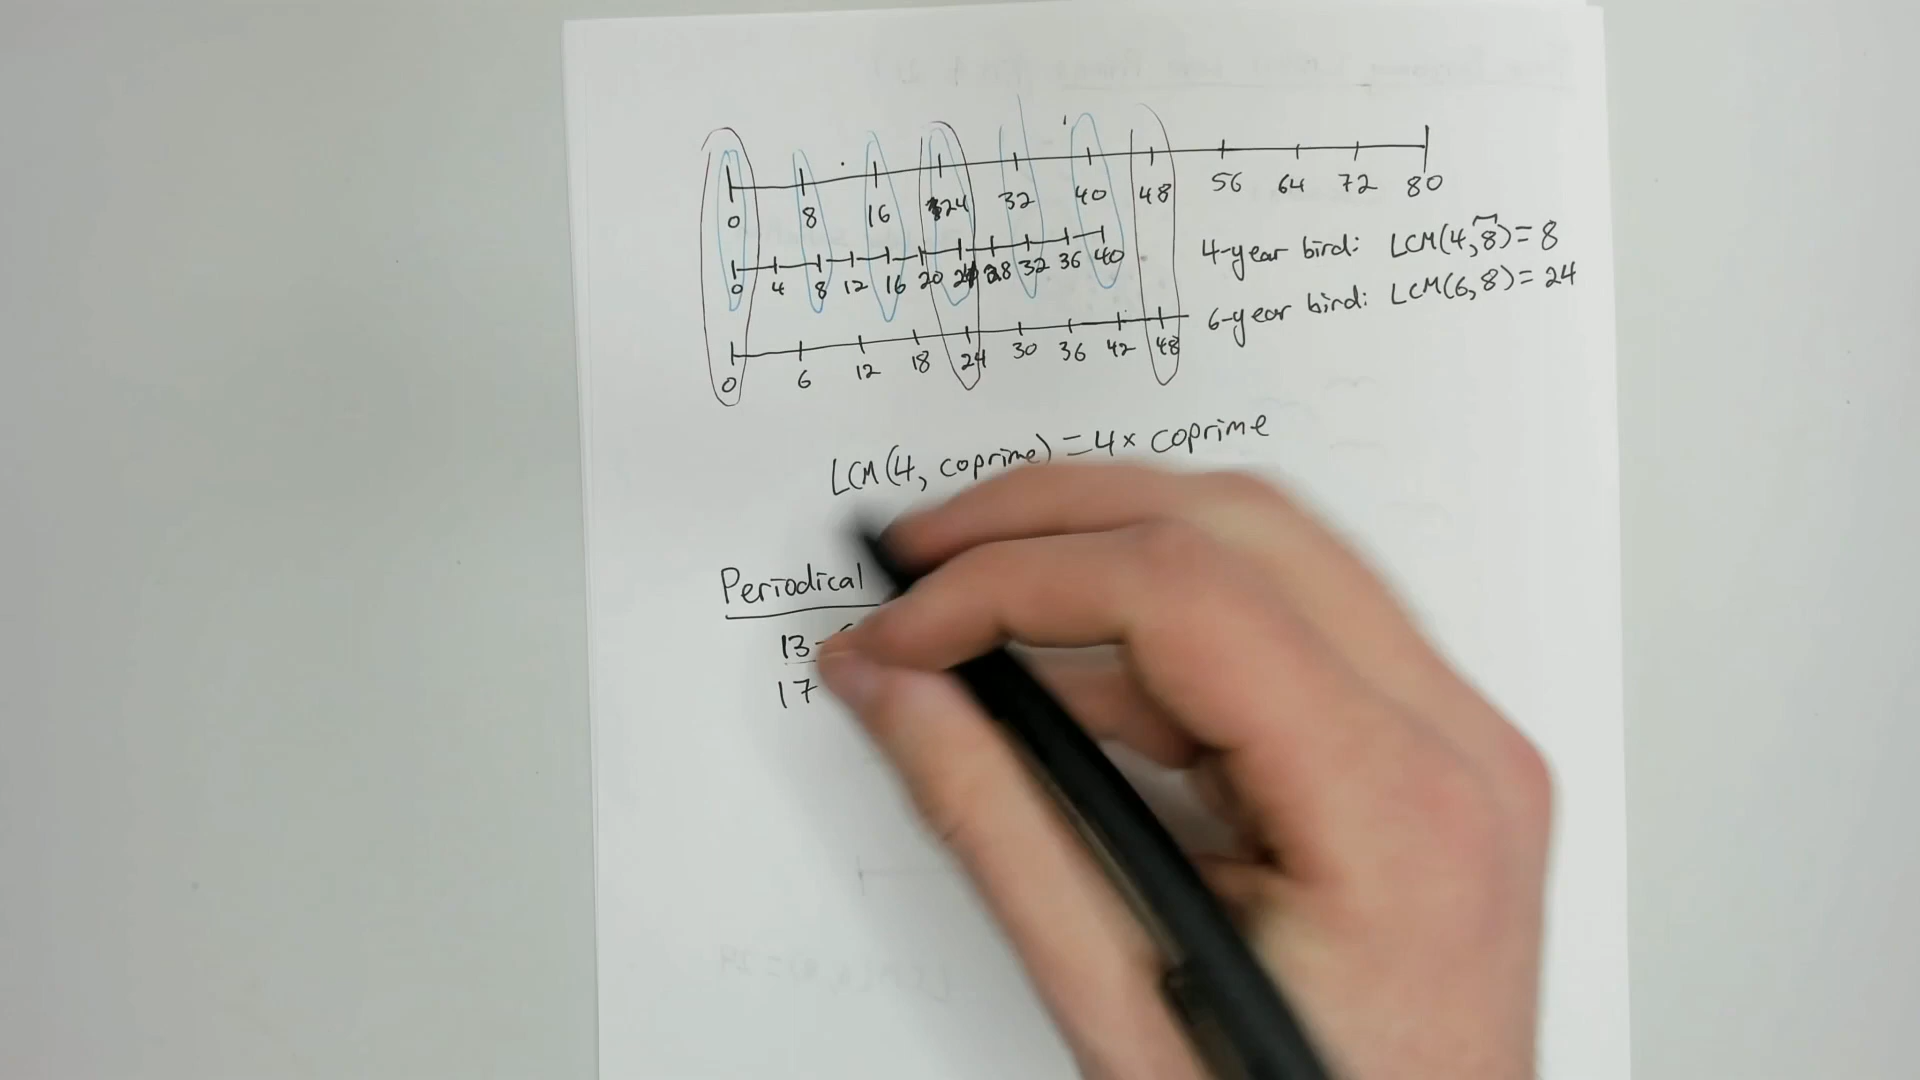 0 8 16 24 32 40 48 56 64 72 80
0 4 8 12 16 20 24 28 32 36 40
4-year bird: LCM(4,8)=8
0 6 12 18 24 30 36 42 48
6-year bird: LCM(6,8)=24
LCM(4, coprime)=4× coprime
Periodical
13-
17